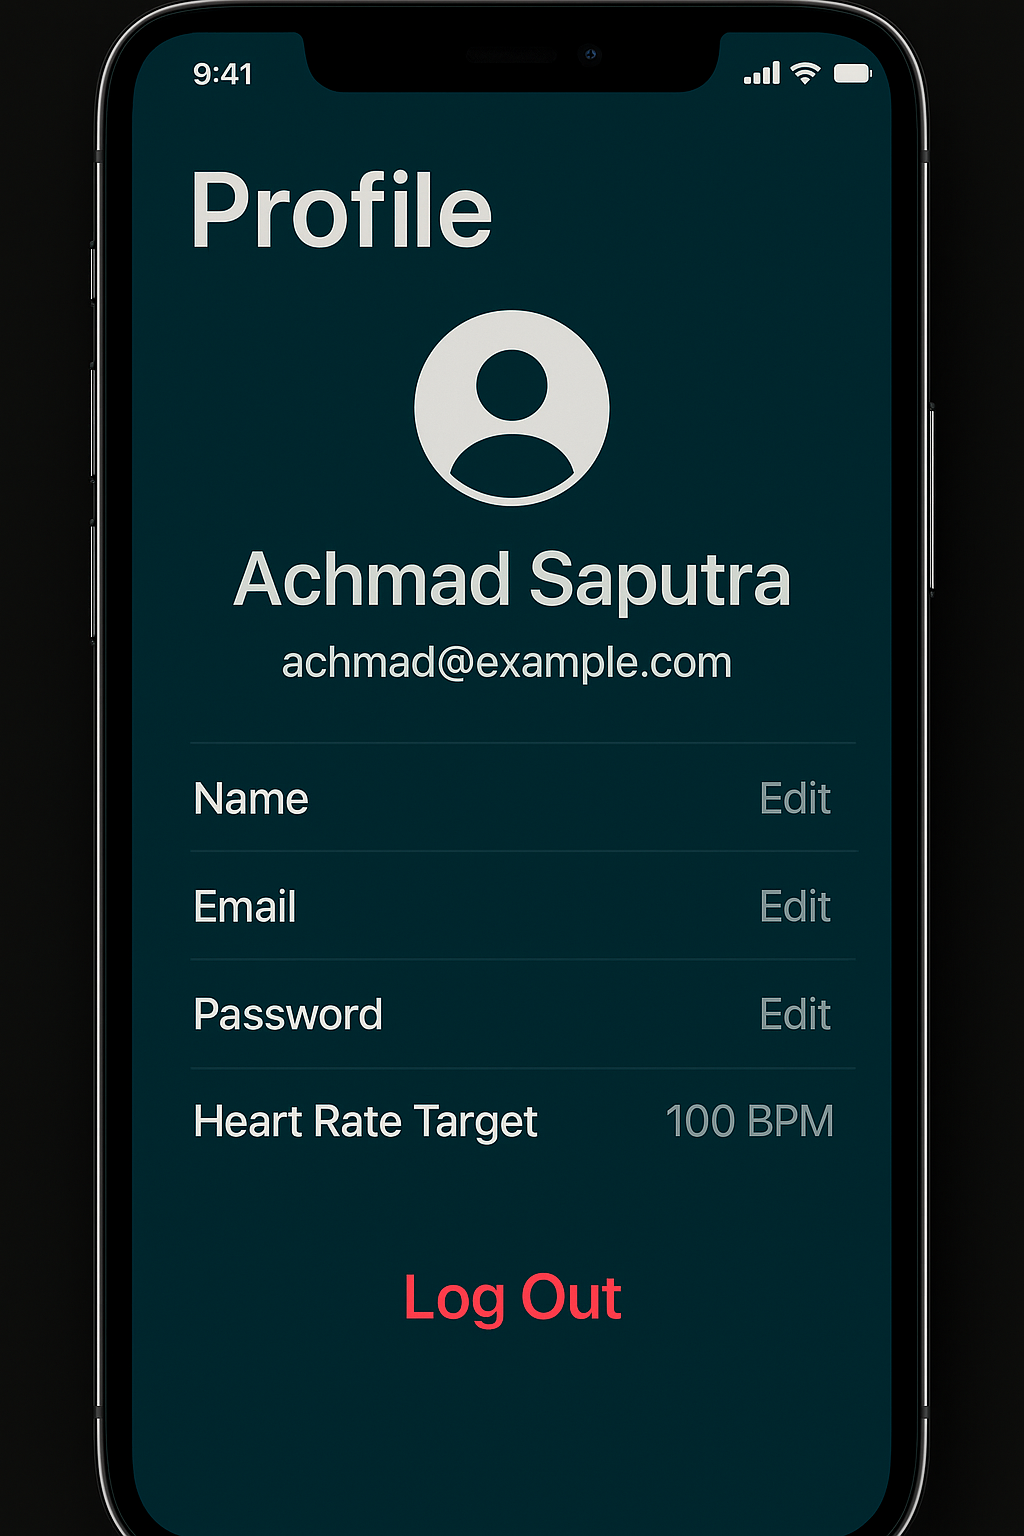 9:41
Profile
Achmad Saputra
achmad@example.com
Name Edit
Email Edit
Password Edit
Heart Rate Target 100 BPM
Log Out